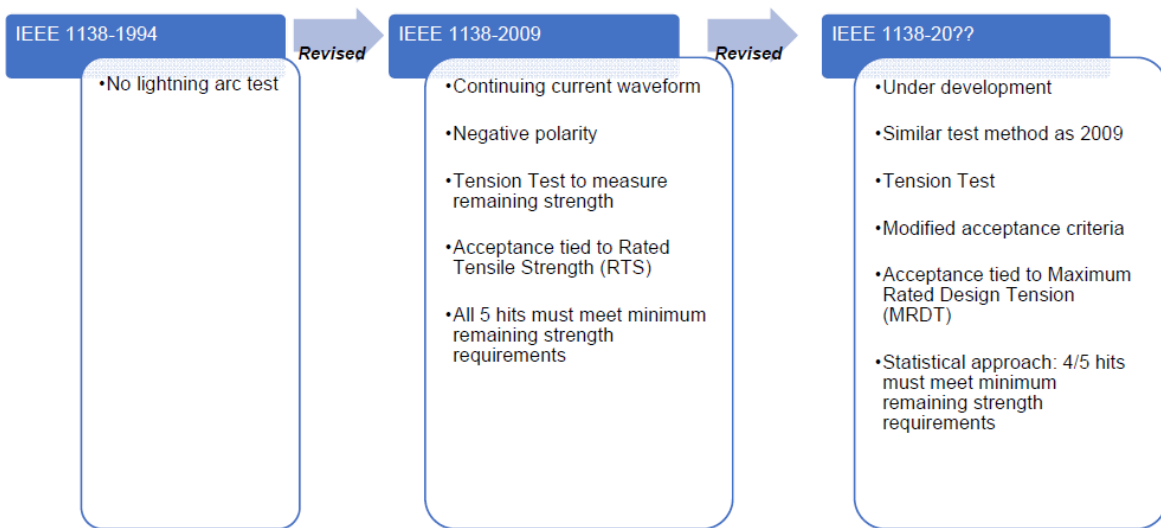 IEEE 1138-1994
Revised
IEEE 1138-2009
Revised
IEEE 1138-20??
•No lightning arc test
•Continuing current waveform
•Negative polarity
•Tension Test to measure
remaining strength
•Acceptance tied to Rated
Tensile Strength (RTS)
•All 5 hits must meet minimum
remaining strength
requirements
•Under development
•Similar test method as 2009
•Tension Test
•Modified acceptance criteria
•Acceptance tied to Maximum
Rated Design Tension
(MRDT)
•Statistical approach: 4/5 hits
must meet minimum
remaining strength
requirements